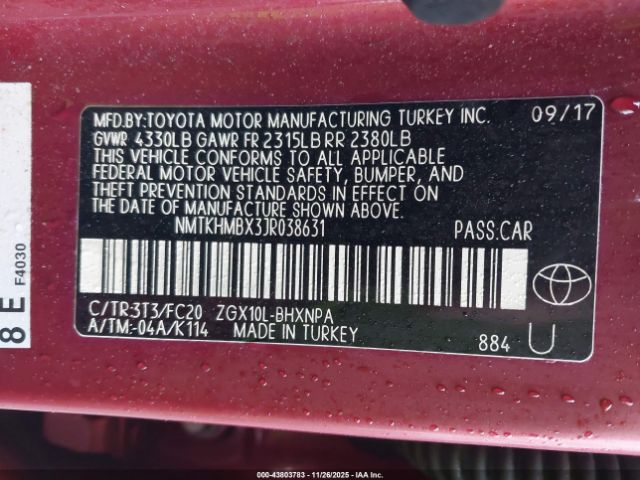 MFD.BY:TOYOTA MOTOR MANUFACTURING TURKEY INC. 09/17
GVWR 4330LB GAWR FR 2315LB RR 2380LB
THIS VEHICLE CONFORMS TO ALL APPLICABLE
FEDERAL MOTOR VEHICLE SAFETY, BUMPER, AND
THEFT PREVENTION STANDARDS IN EFFECT ON
THE DATE OF MANUFACTURE SHOWN ABOVE.
NMTKHMBX3JR038631 PASS.CAR
C/TR:3T3/FC20 ZGX10L-BHXNPA
A/TM:-04A/K114 MADE IN TURKEY
884 U
8 E F4030
000-43803783 - 11/26/2025 - IAA Inc.